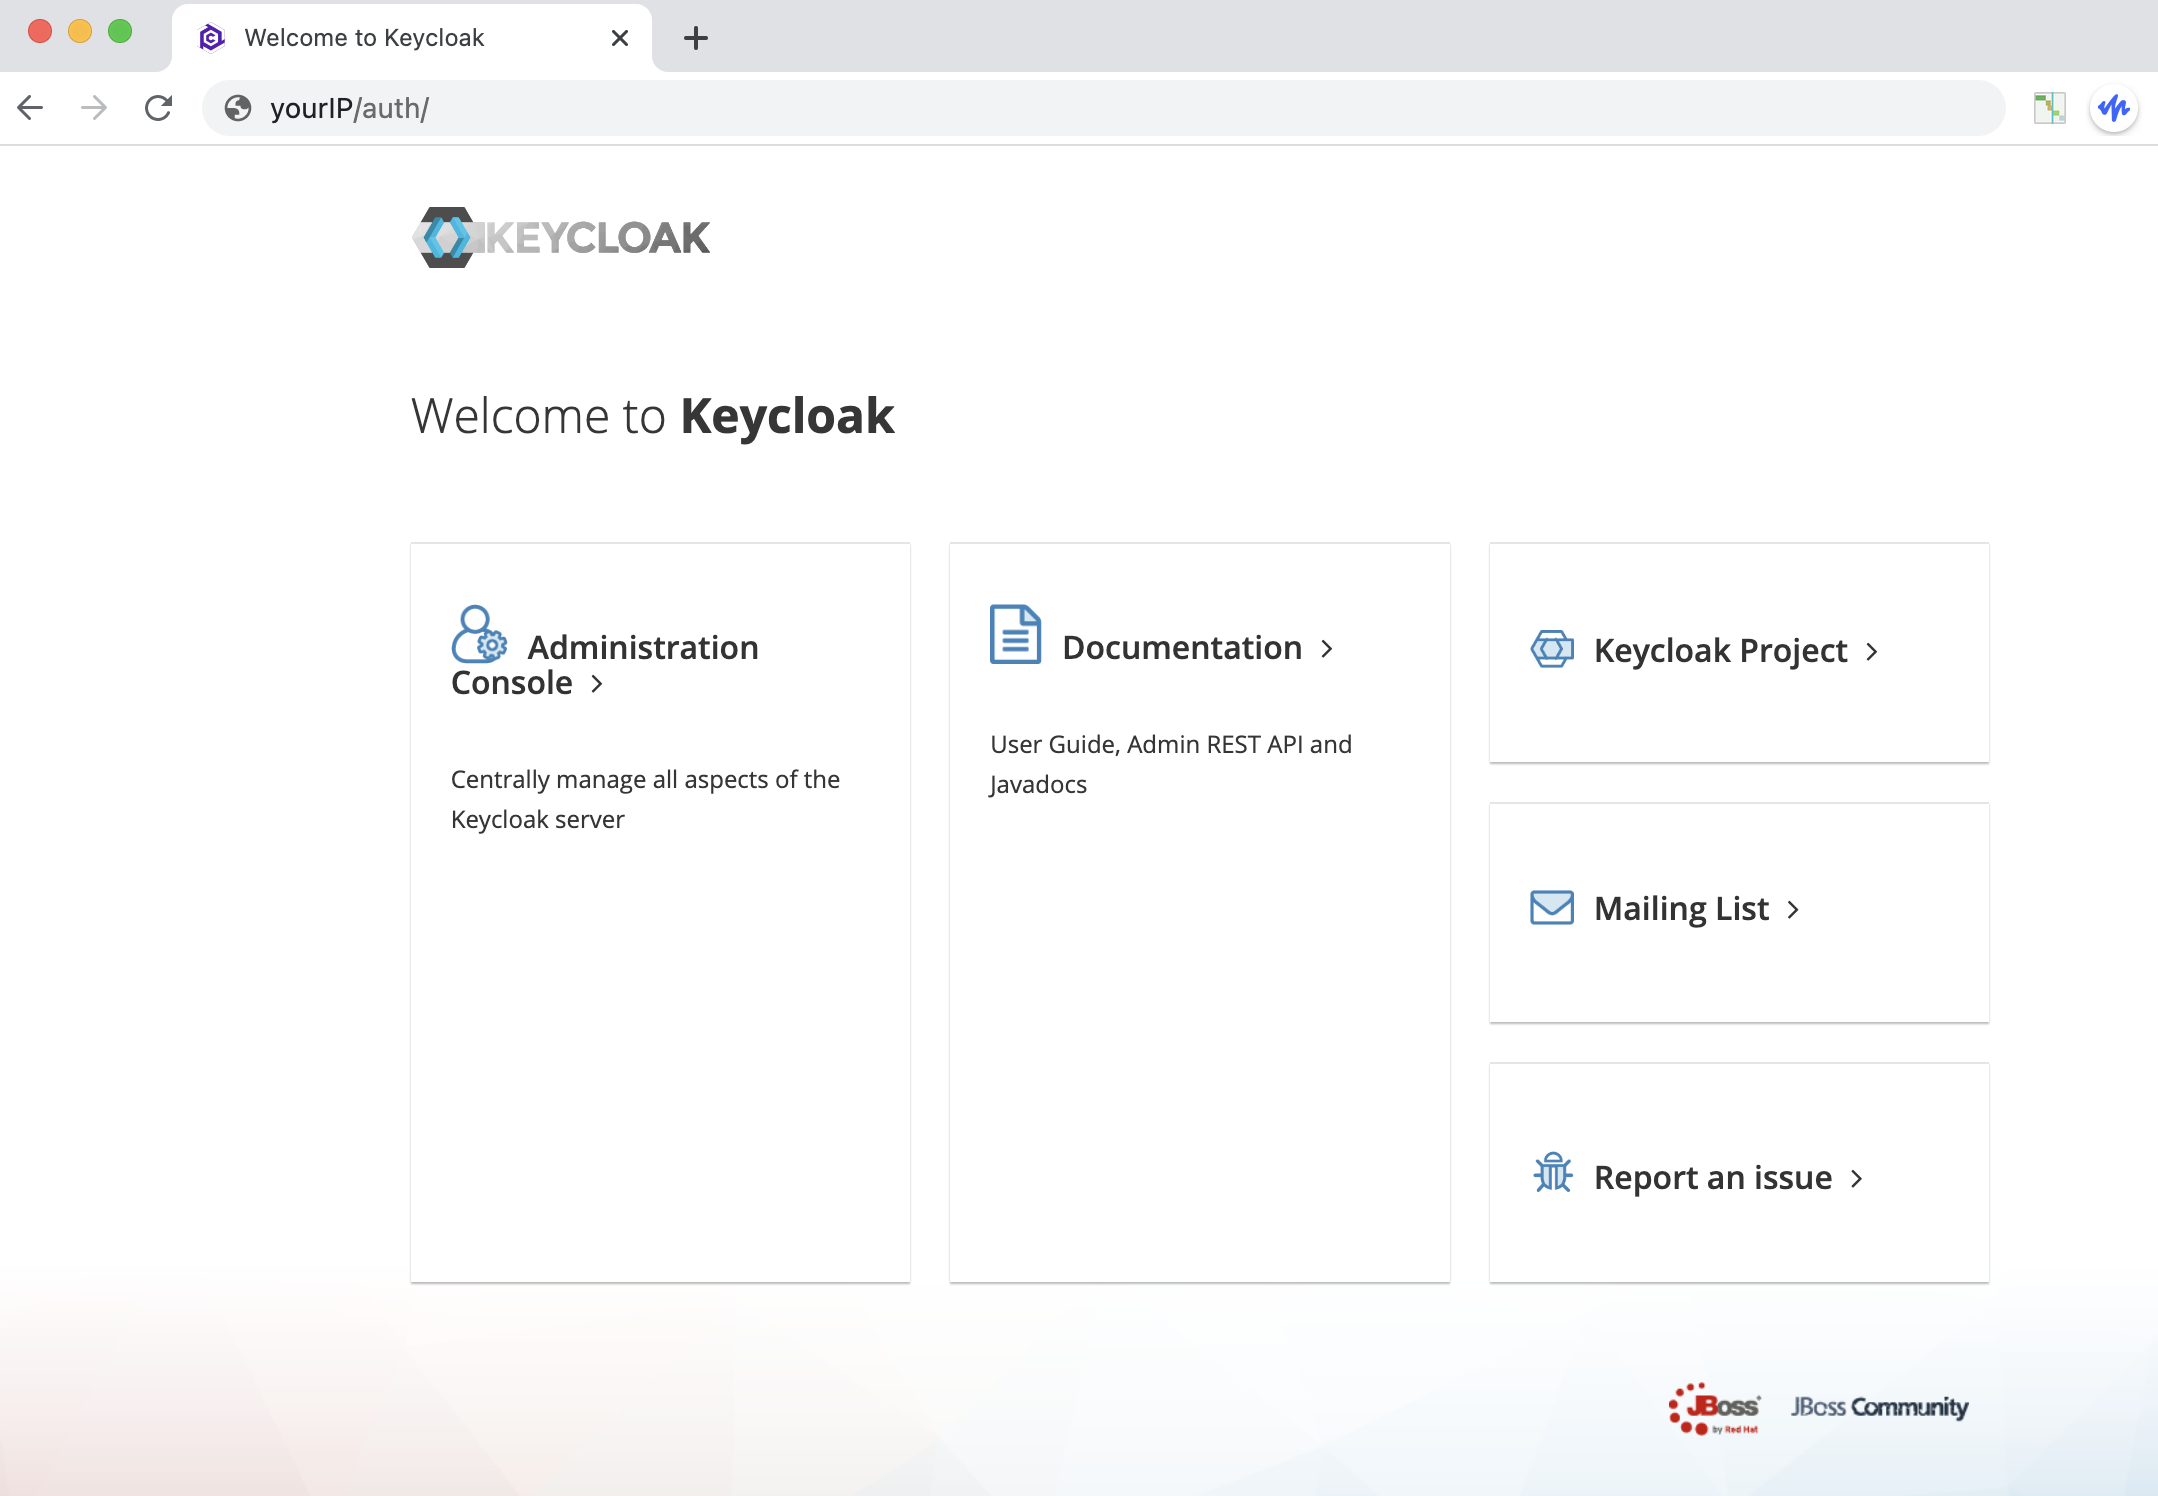 Welcome to Keycloak
yourIP/auth/
KEYCLOAK
Welcome to Keycloak
Administration
Console
Centrally manage all aspects of the
Keycloak server
Documentation
User Guide, Admin REST API and
Javadocs
Keycloak Project
Mailing List
Report an issue
JBoss
by Red Hat
JBoss Community